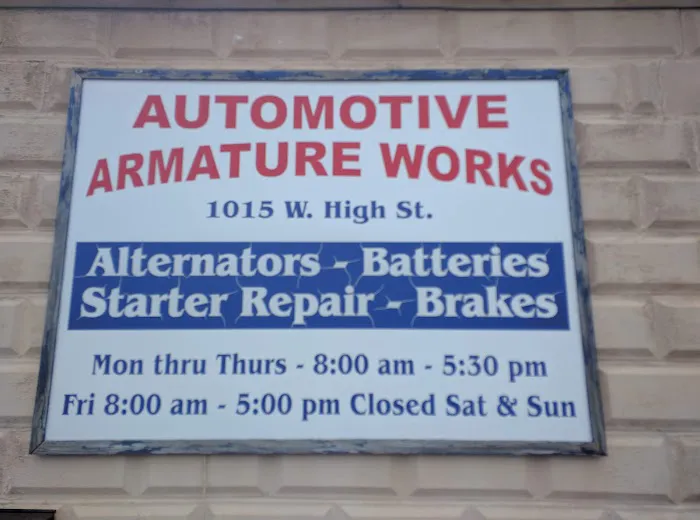 AUTOMOTIVE
ARMATURE WORKS
1015 W. High St.
Alternators - Batteries
Starter Repair - Brakes
Mon thru Thurs - 8:00 am - 5:30 pm
Fri 8:00 am - 5:00 pm Closed Sat & Sun